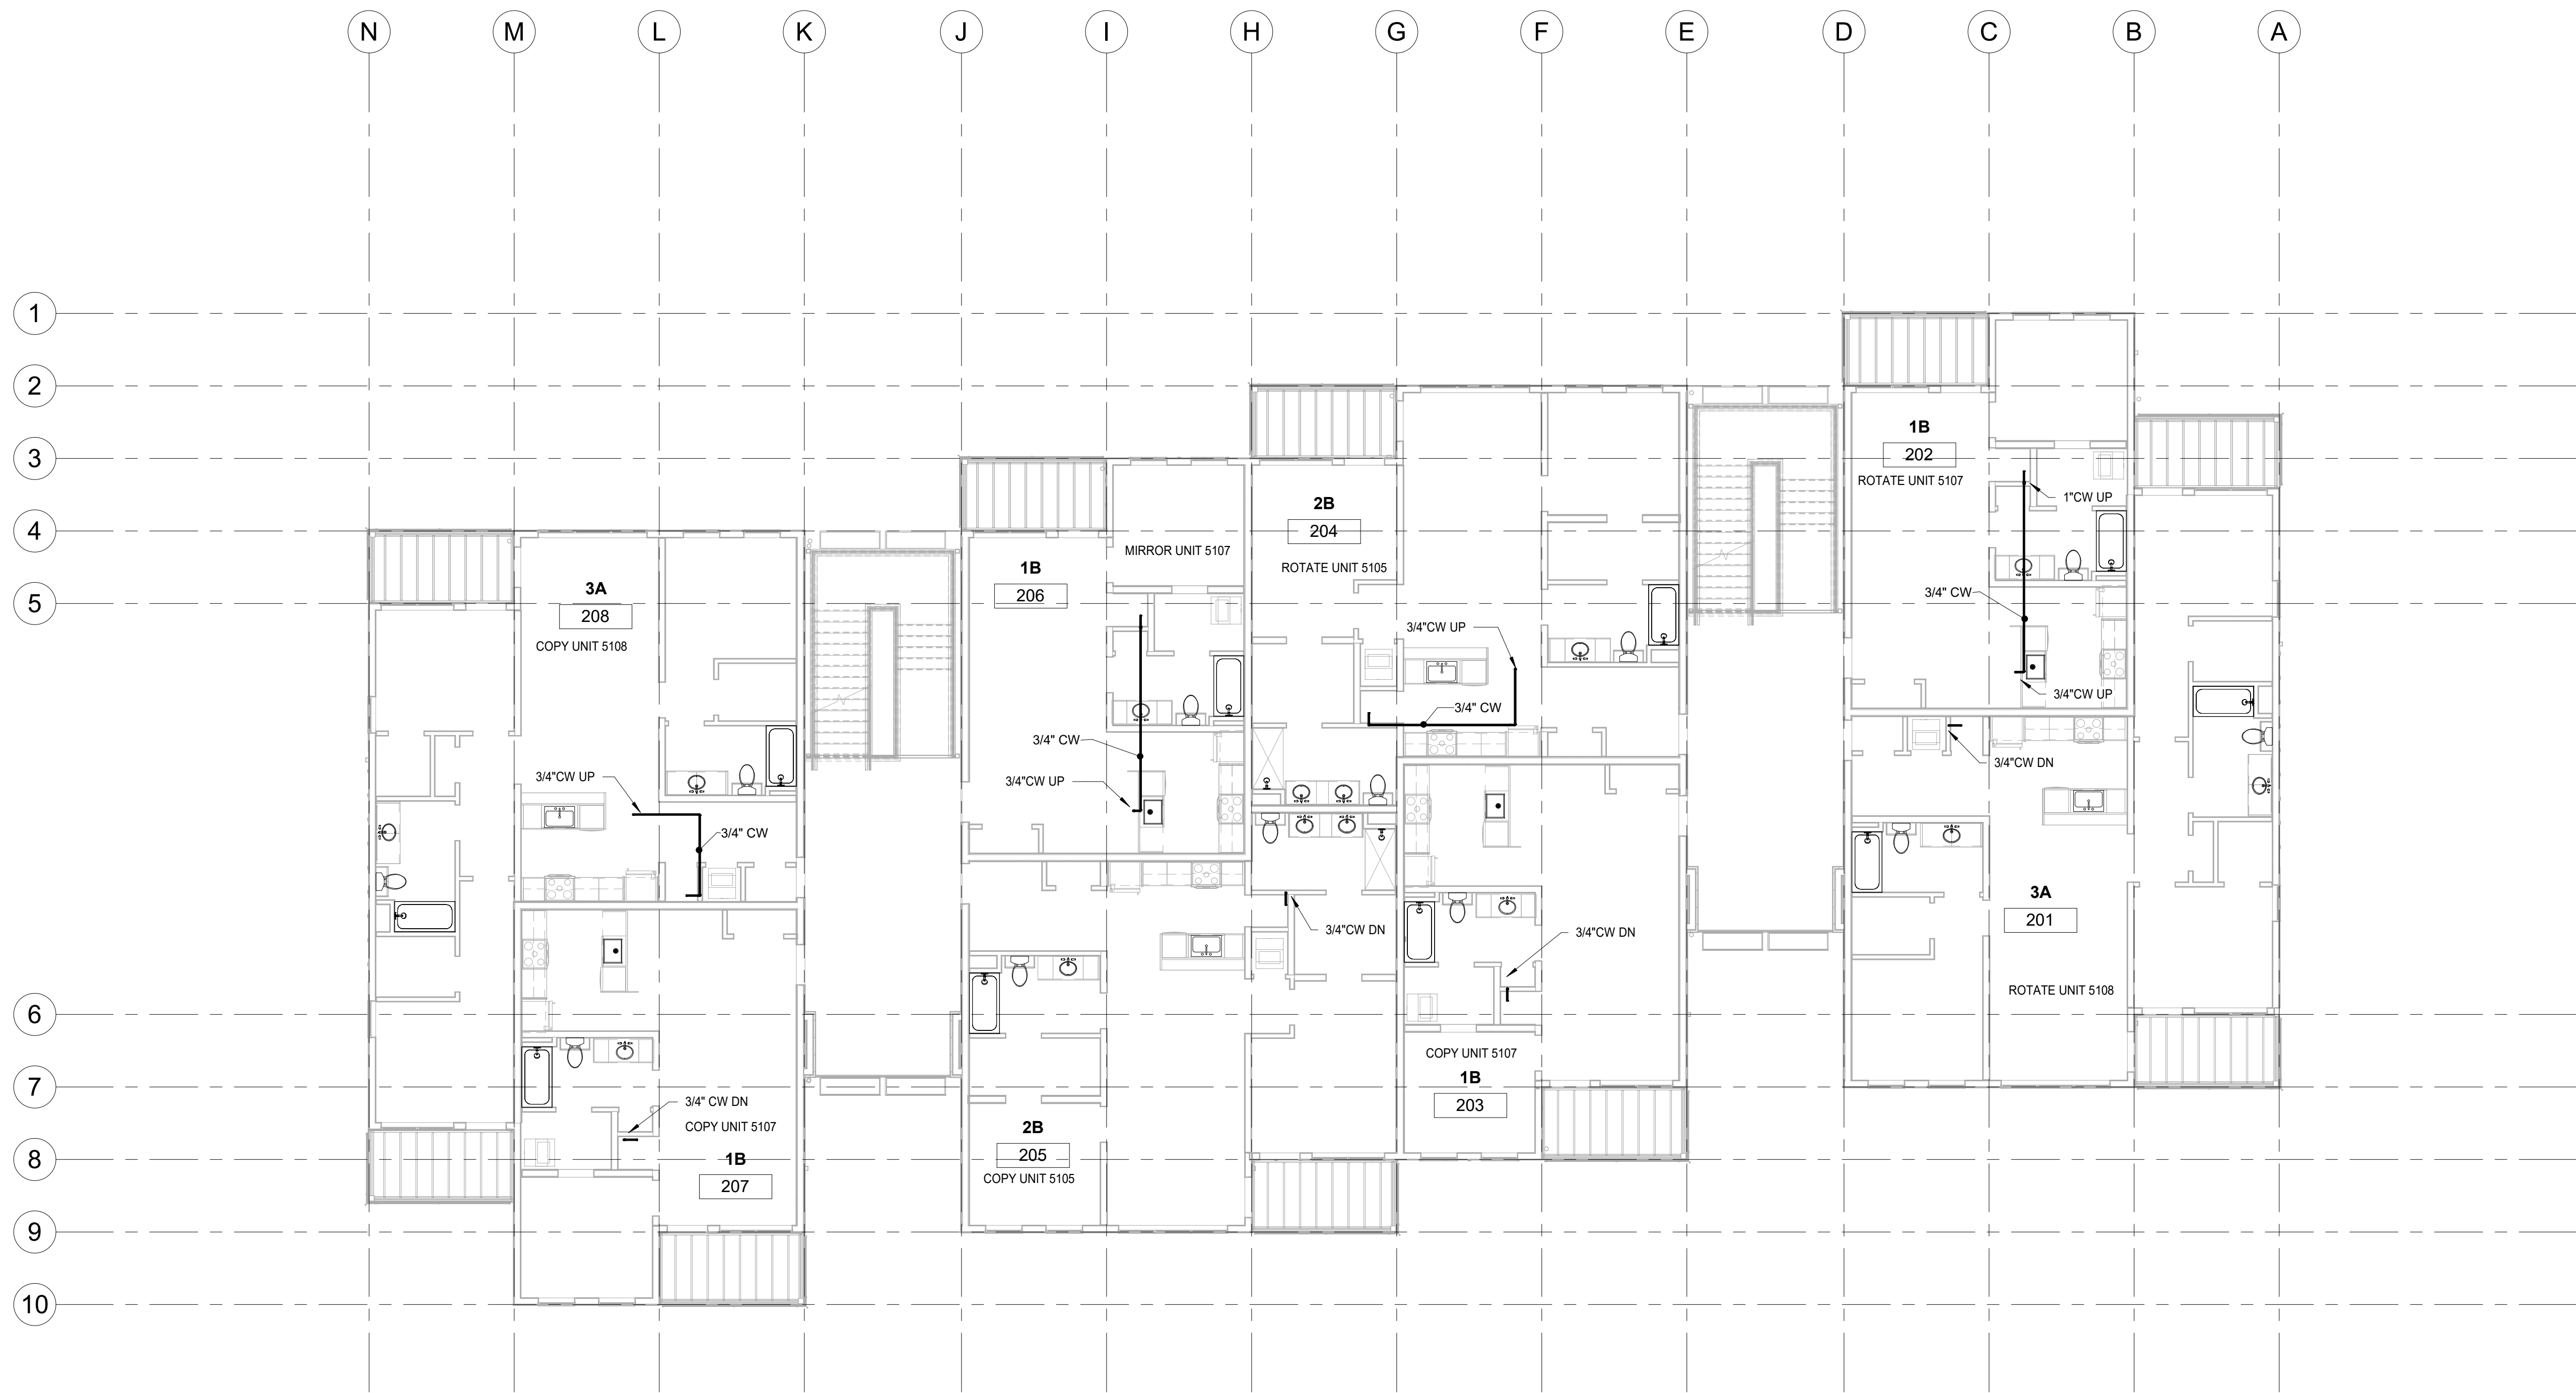 N M L K J I H G F E D C B A
1
2
3
4
5
6
7
8
9
10
1B
202
ROTATE UNIT 5107
1"CW UP
3/4" CW
3/4"CW UP
2B
204
ROTATE UNIT 5105
3/4"CW UP
3/4" CW
MIRROR UNIT 5107
1B
206
3/4" CW
3/4"CW UP
3A
208
COPY UNIT 5108
3/4"CW UP
3/4" CW
3/4"CW DN
3A
201
ROTATE UNIT 5108
3/4"CW DN
3/4"CW DN
COPY UNIT 5107
1B
203
3/4" CW DN
COPY UNIT 5107
1B
207
2B
205
COPY UNIT 5105